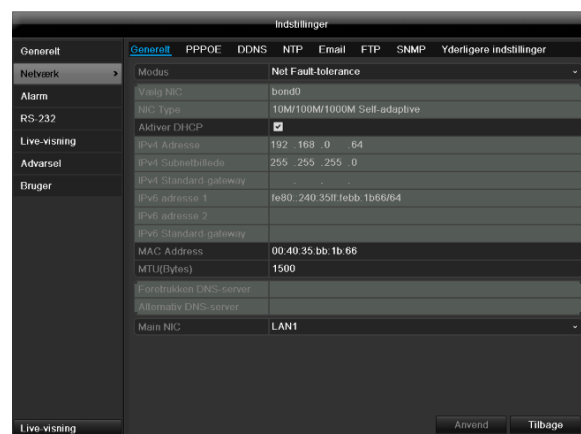 Indstillinger
Generelt
Netværk
Alarm
RS-232
Live-visning
Advarsel
Bruger
Live-visning
Generelt PPPOE DDNS NTP Email FTP SNMP Yderligere indstillinger
Modus Net Fault-tolerance
Vælg NIC bond0
NIC Type 10M/100M/1000M Self-adaptive
Aktiver DHCP
IPv4 Adresse 192 .168 .0 .64
IPv4 Subnetbillede 255 .255 .255 .0
IPv4 Standard-gateway . . .
IPv6 adresse 1 fe80::240:35ff:febb:1b66/64
IPv6 adresse 2
IPv6 Standard-gateway
MAC Address 00:40:35:bb:1b:66
MTU(Bytes) 1500
Foretrukken DNS-server
Alternativ DNS-server
Main NIC LAN1
Anvend Tilbage